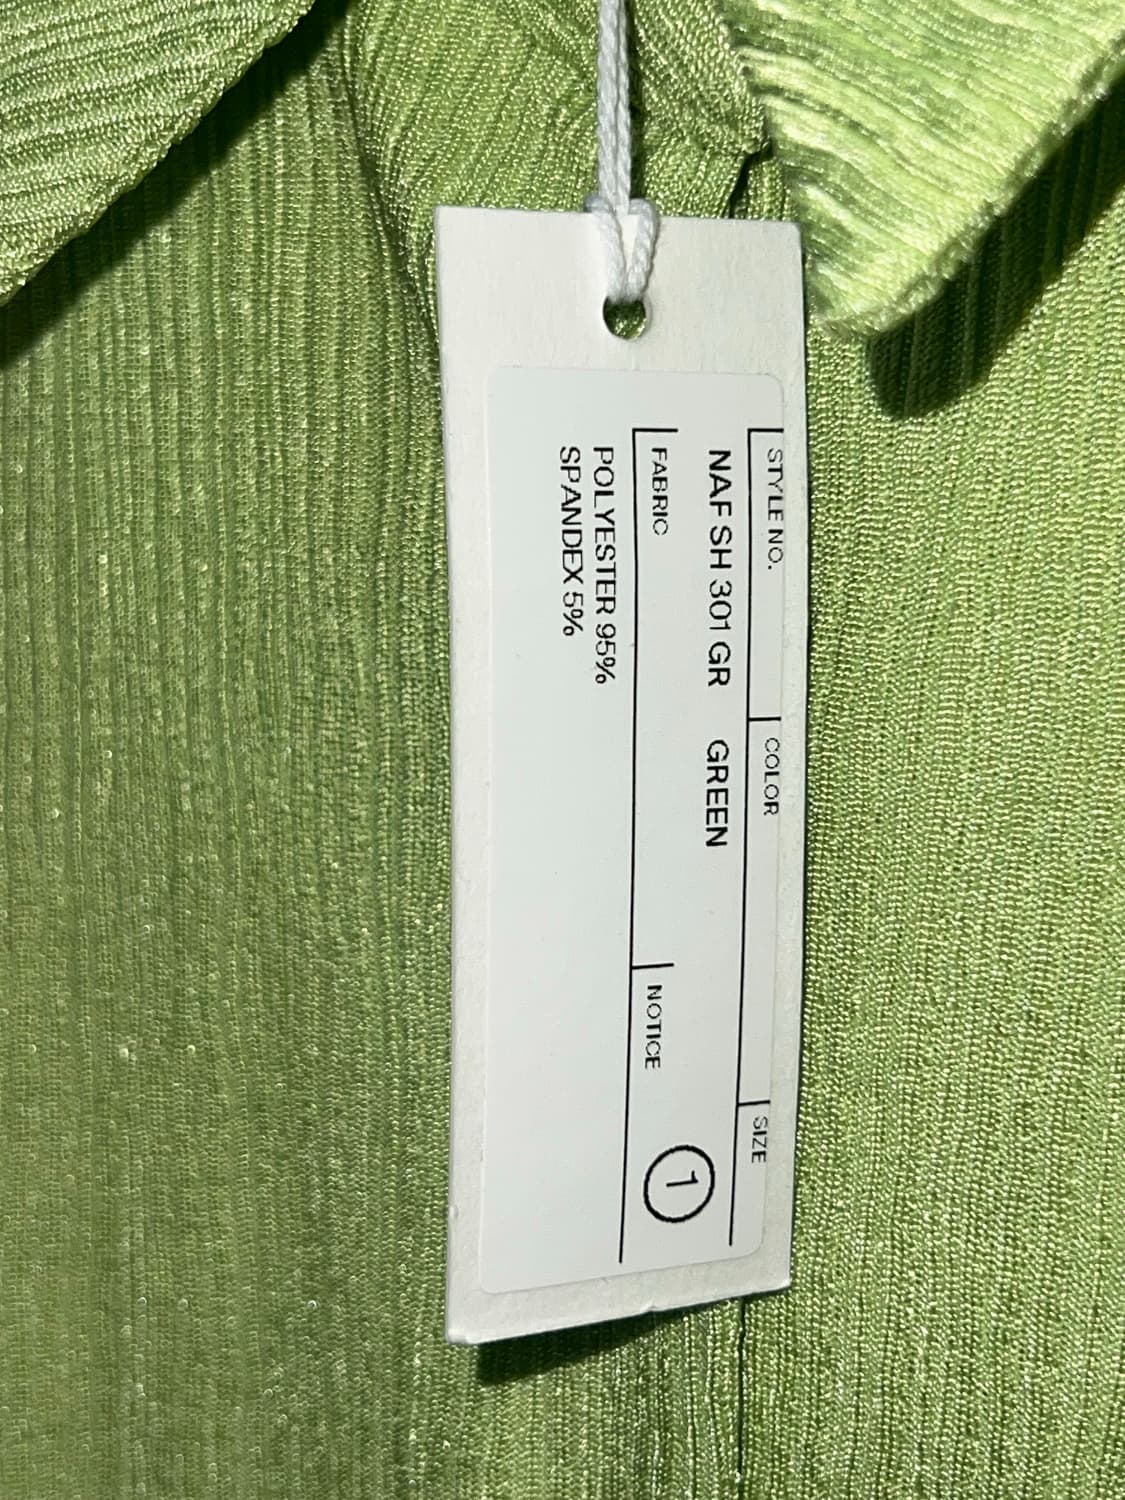 STYLE NO. COLOR SIZE
NAF SH 301 GR GREEN 1
FABRIC NOTICE
POLYESTER 95%
SPANDEX 5%